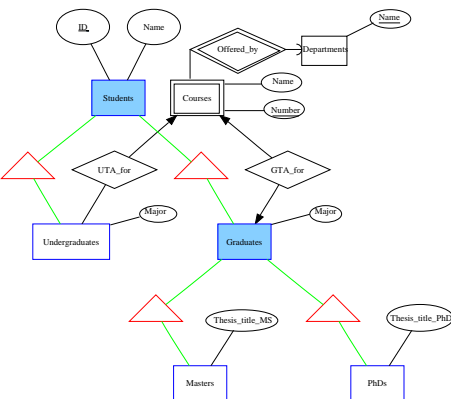 Name
ID
Name
Offered_by
Departments
Name
Students
Courses
Number
UTA_for
GTA_for
Major
Major
Undergraduates
Graduates
Thesis_title_MS
Thesis_title_PhD
Masters
PhDs